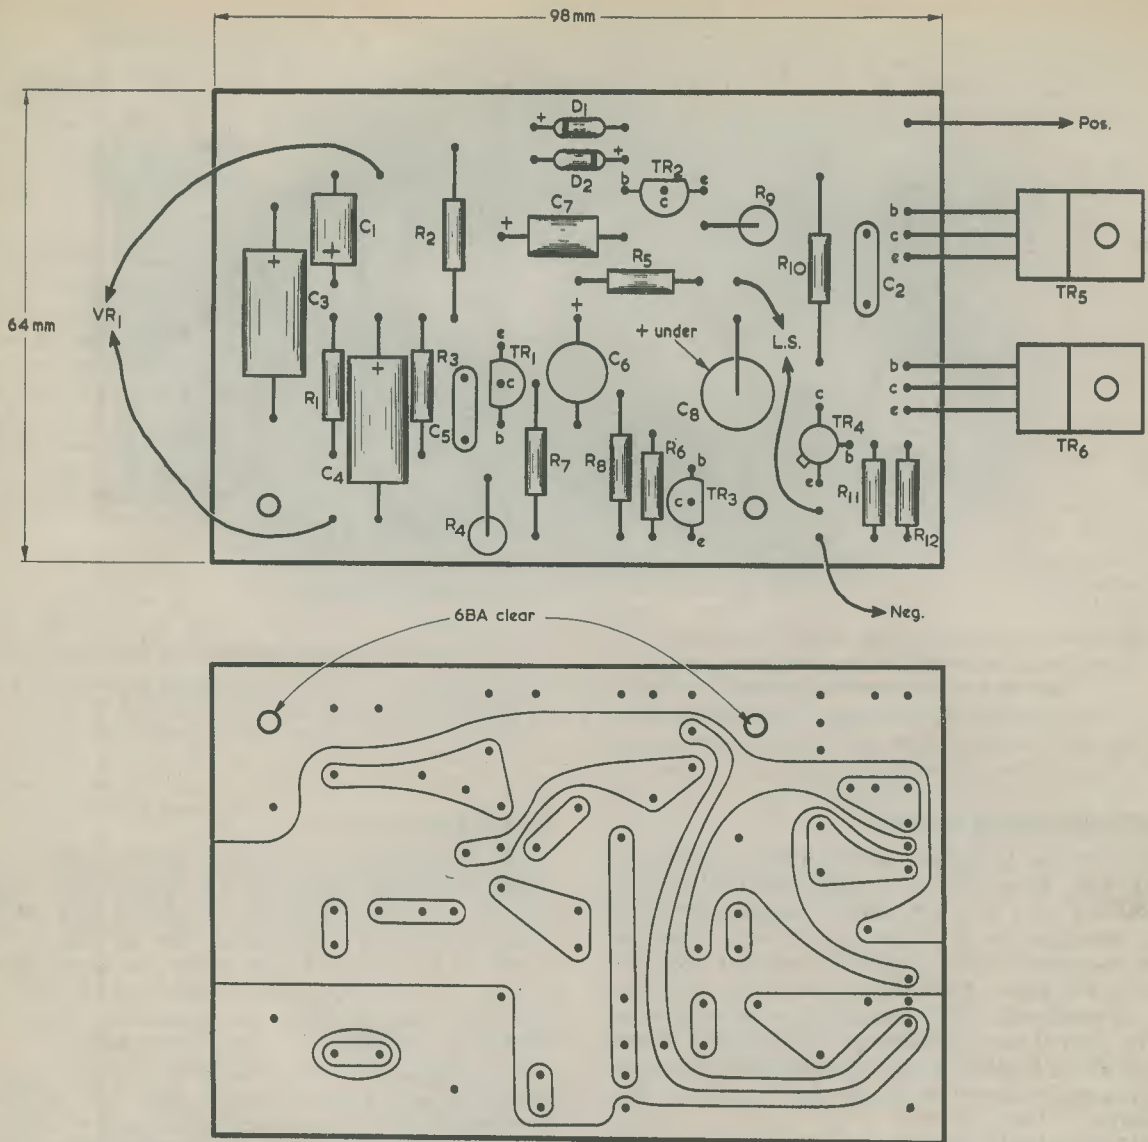 98mm
64mm
Pos.
D1
+
D2
+
TR2
b
c
e
R9
C7
+
R2
C1
+
C3
+
R5
R10
C2
b
c
e
TR5
VR1
+ under
L.S.
+
C6
C8
R3
e
TR1
c
b
R1
C5
C4
+
R7
R8
R6
b
c
TR3
e
c
TR4
b
e
R11
R12
b
c
e
TR6
R4
Neg.
6BA clear